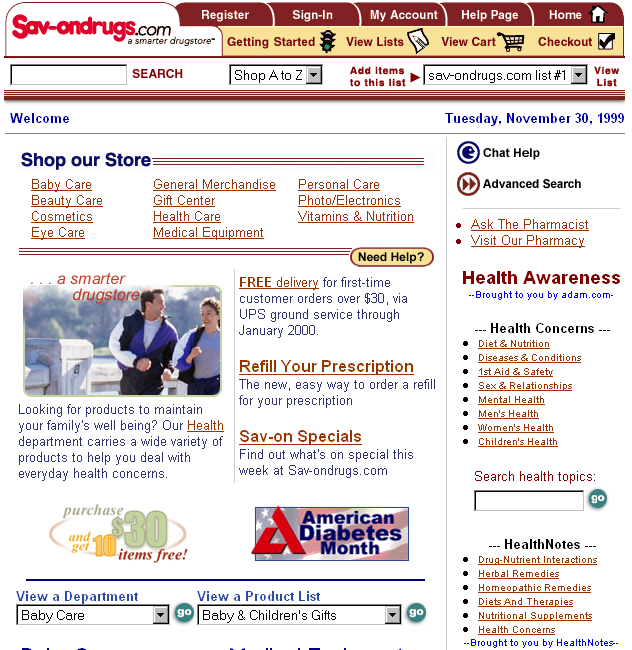 Sav-ondrugs.com
a smarter drugstore™
Register
Sign-In
My Account
Help Page
Home
Getting Started
View Lists
View Cart
Checkout
SEARCH
Shop A to Z
Add items
to this list
sav-ondrugs.com list #1
View
List
Welcome
Tuesday, November 30, 1999
Shop our Store
Baby Care
Beauty Care
Cosmetics
Eye Care
General Merchandise
Gift Center
Health Care
Medical Equipment
Personal Care
Photo/Electronics
Vitamins & Nutrition
Need Help?
. . . a smarter
drugstore
Looking for products to maintain
your family's well being? Our Health
department carries a wide variety of
products to help you deal with
everyday health concerns.
FREE delivery for first-time
customer orders over $30, via
UPS ground service through
January 2000.
Refill Your Prescription
The new, easy way to order a refill
for your prescription
Sav-on Specials
Find out what's on special this
week at Sav-ondrugs.com
purchase
$30
and get 10
items free!
American
Diabetes
Month
View a Department
Baby Care
go
View a Product List
Baby & Children's Gifts
go
Chat Help
Advanced Search
Ask The Pharmacist
Visit Our Pharmacy
Health Awareness
--Brought to you by adam.com-
--- Health Concerns ---
Diet & Nutrition
Diseases & Conditions
1st Aid & Safety
Sex & Relationships
Mental Health
Men's Health
Women's Health
Children's Health
Search health topics:
go
--- HealthNotes ---
Drug-Nutrient Interactions
Herbal Remedies
Homeopathic Remedies
Diets And Therapies
Nutritional Supplements
Health Concerns
--Brought to you by HealthNotes--